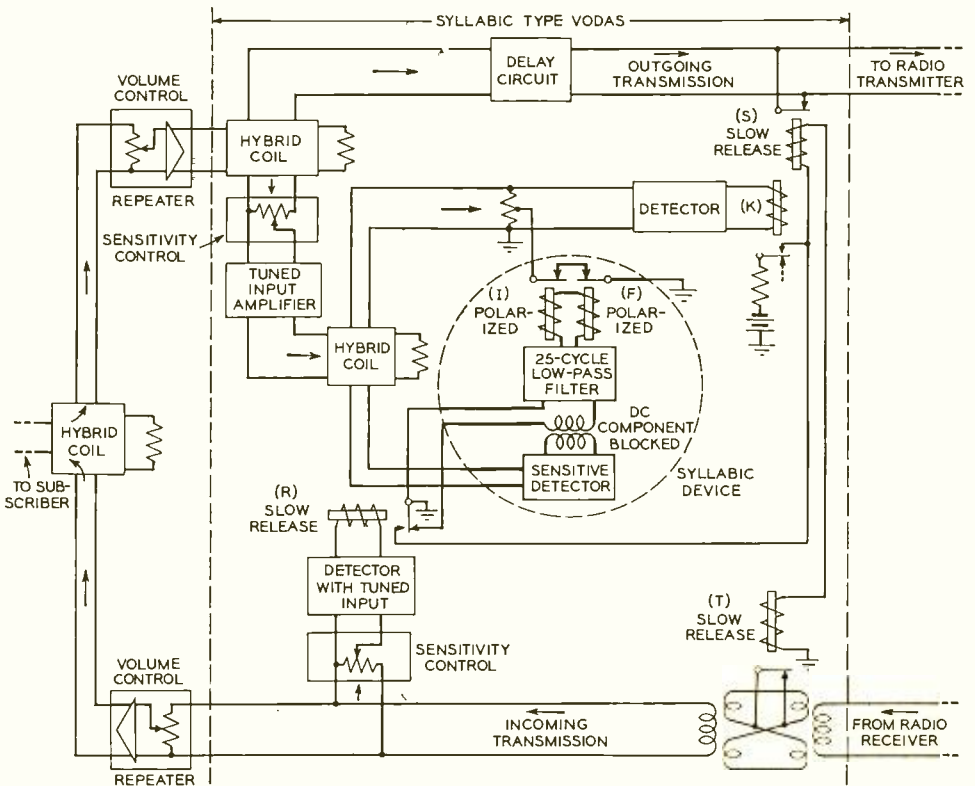 SYLLABIC TYPE VODAS
DELAY
CIRCUIT
OUTGOING
TRANSMISSION
TO RADIO
TRANSMITTER
VOLUME
CONTROL
REPEATER
HYBRID
COIL
(S)
SLOW
RELEASE
SENSITIVITY
CONTROL
DETECTOR
(K)
TUNED
INPUT
AMPLIFIER
(I)
POLAR-
IZED
(F)
POLAR-
IZED
HYBRID
COIL
25-CYCLE
LOW-PASS
FILTER
DC
COMPONENT
BLOCKED
SENSITIVE
DETECTOR
SYLLABIC
DEVICE
HYBRID
COIL
TO SUB-
SCRIBER
(R)
SLOW
RELEASE
DETECTOR
WITH TUNED
INPUT
(T)
SLOW
RELEASE
SENSITIVITY
CONTROL
VOLUME
CONTROL
REPEATER
INCOMING
TRANSMISSION
FROM RADIO
RECEIVER